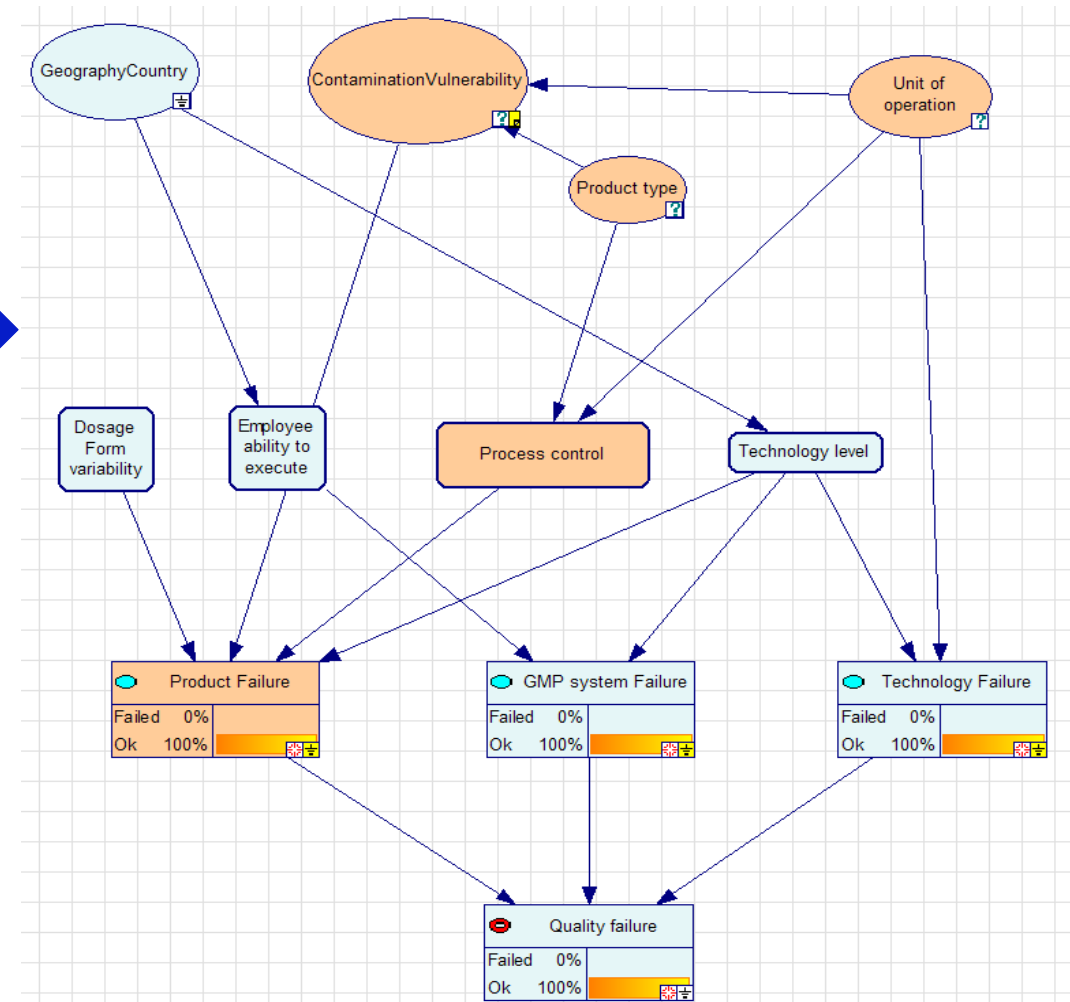 GeographyCountry
ContaminationVulnerability
Unit of
operation
Product type
Dosage
Form
variability
Employee
ability to
execute
Process control
Technology level
Product Failure
Failed 0%
Ok 100%
GMP system Failure
Failed 0%
Ok 100%
Technology Failure
Failed 0%
Ok 100%
Quality failure
Failed 0%
Ok 100%